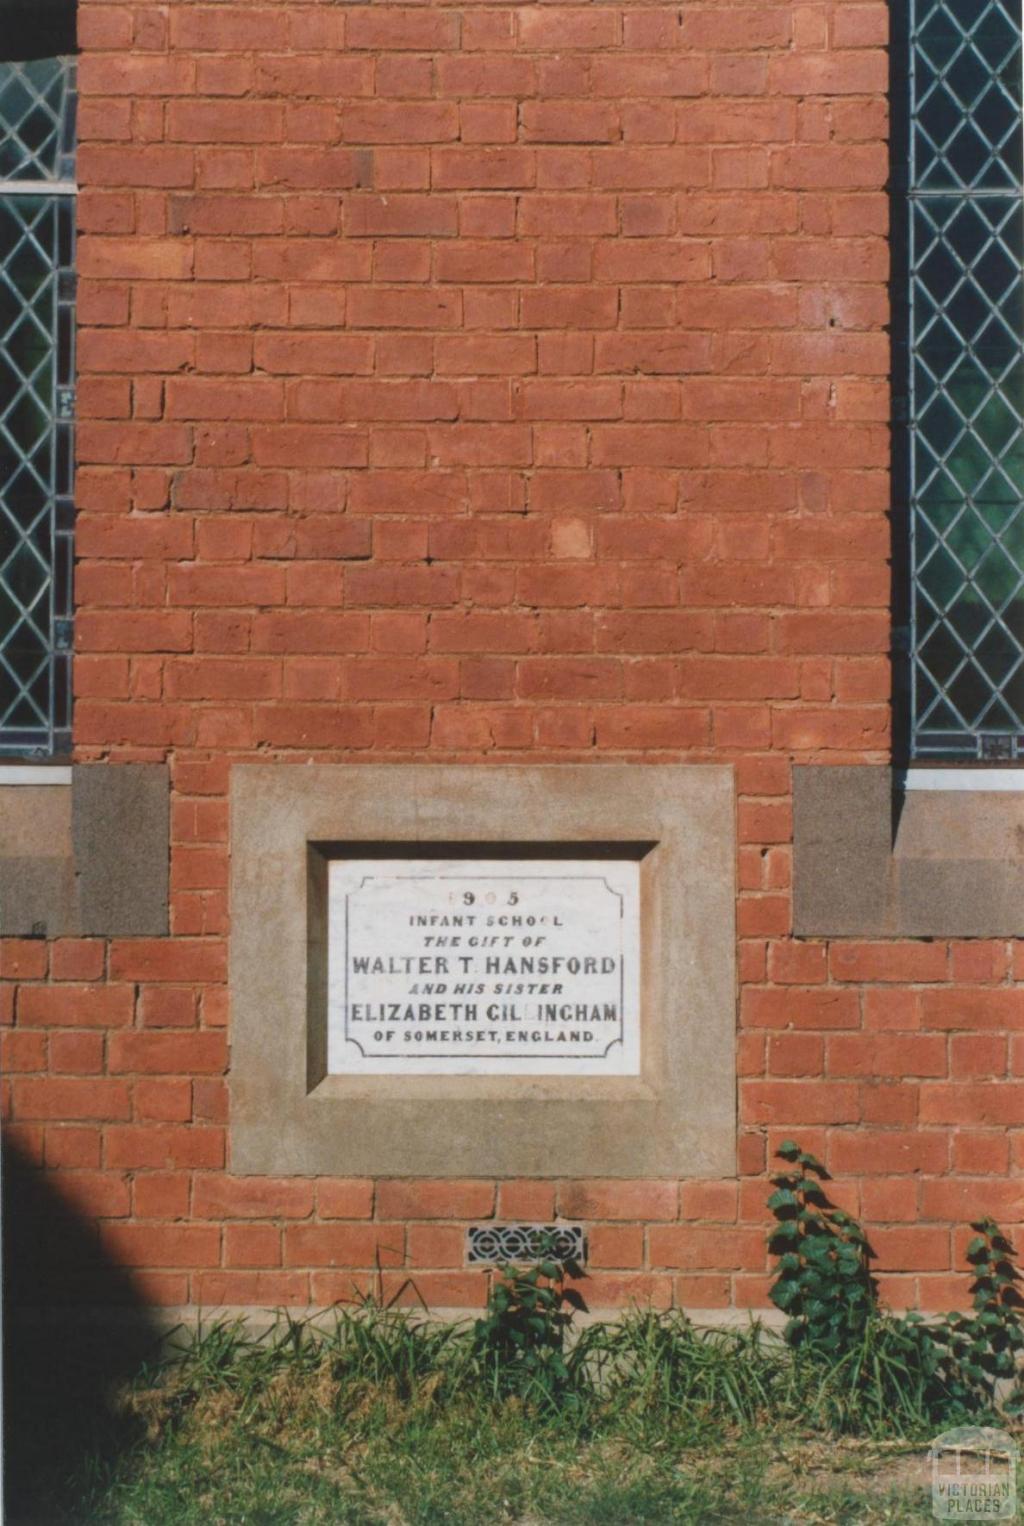 1905
INFANT SCHOOL
THE GIFT OF
WALTER T. HANSFORD
AND HIS SISTER
ELIZABETH GILLINGHAM
OF SOMERSET, ENGLAND.
VICTORIAN
PLACES